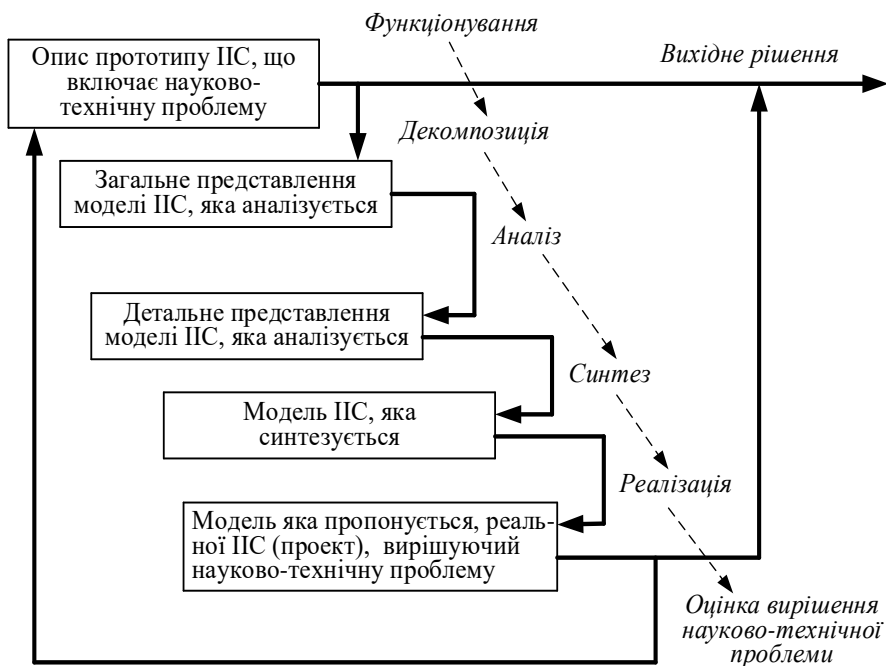 Функціонування
Опис прототипу ІІС, що
включає науково-
технічну проблему
Вихідне рішення
Декомпозиція
Загальне представлення
моделі ІІС, яка аналізується
Аналіз
Детальне представлення
моделі ІІС, яка аналізується
Синтез
Модель ІІС, яка
синтезується
Реалізація
Модель яка пропонується, реаль-
ної ІІС (проект), вирішуючий
науково-технічну проблему
Оцінка вирішення
науково-технічної
проблеми